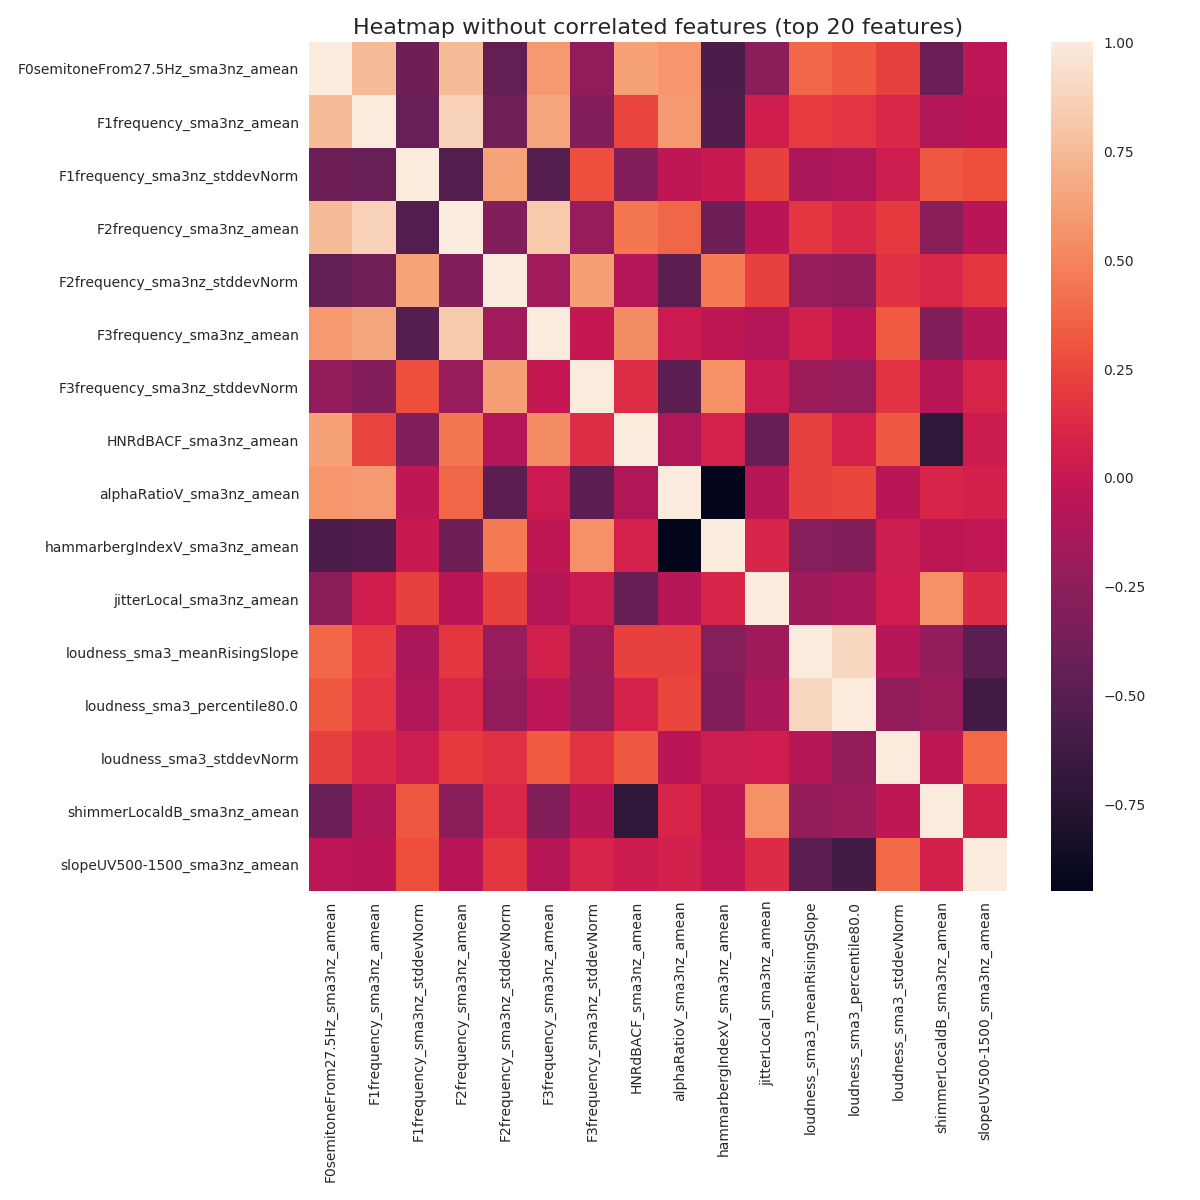 Heatmap without correlated features (top 20 features)
F0semitoneFrom27.5Hz_sma3nz_amean
F1frequency_sma3nz_amean
F1frequency_sma3nz_stddevNorm
F2frequency_sma3nz_amean
F2frequency_sma3nz_stddevNorm
F3frequency_sma3nz_amean
F3frequency_sma3nz_stddevNorm
HNRdBACF_sma3nz_amean
alphaRatioV_sma3nz_amean
hammarbergIndexV_sma3nz_amean
jitterLocal_sma3nz_amean
loudness_sma3_meanRisingSlope
loudness_sma3_percentile80.0
loudness_sma3_stddevNorm
shimmerLocaldB_sma3nz_amean
slopeUV500-1500_sma3nz_amean
1.00
0.75
0.50
0.25
0.00
−0.25
−0.50
−0.75
F0semitoneFrom27.5Hz_sma3nz_amean
F1frequency_sma3nz_amean
F1frequency_sma3nz_stddevNorm
F2frequency_sma3nz_amean
F2frequency_sma3nz_stddevNorm
F3frequency_sma3nz_amean
F3frequency_sma3nz_stddevNorm
HNRdBACF_sma3nz_amean
alphaRatioV_sma3nz_amean
hammarbergIndexV_sma3nz_amean
jitterLocal_sma3nz_amean
loudness_sma3_meanRisingSlope
loudness_sma3_percentile80.0
loudness_sma3_stddevNorm
shimmerLocaldB_sma3nz_amean
slopeUV500-1500_sma3nz_amean